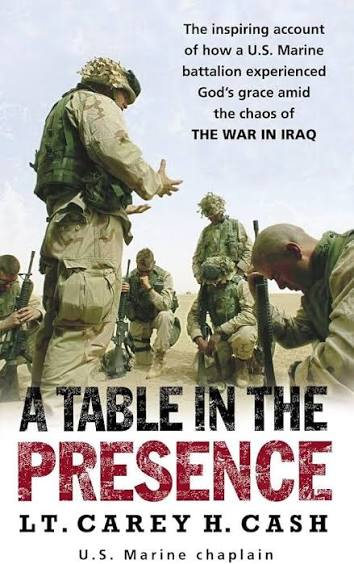 The inspiring account
of how a U.S. Marine
battalion experienced
God's grace amid
the chaos of
THE WAR IN IRAQ
A TABLE IN THE
PRESENCE
LT. CAREY H. CASH
U.S. Marine chaplain